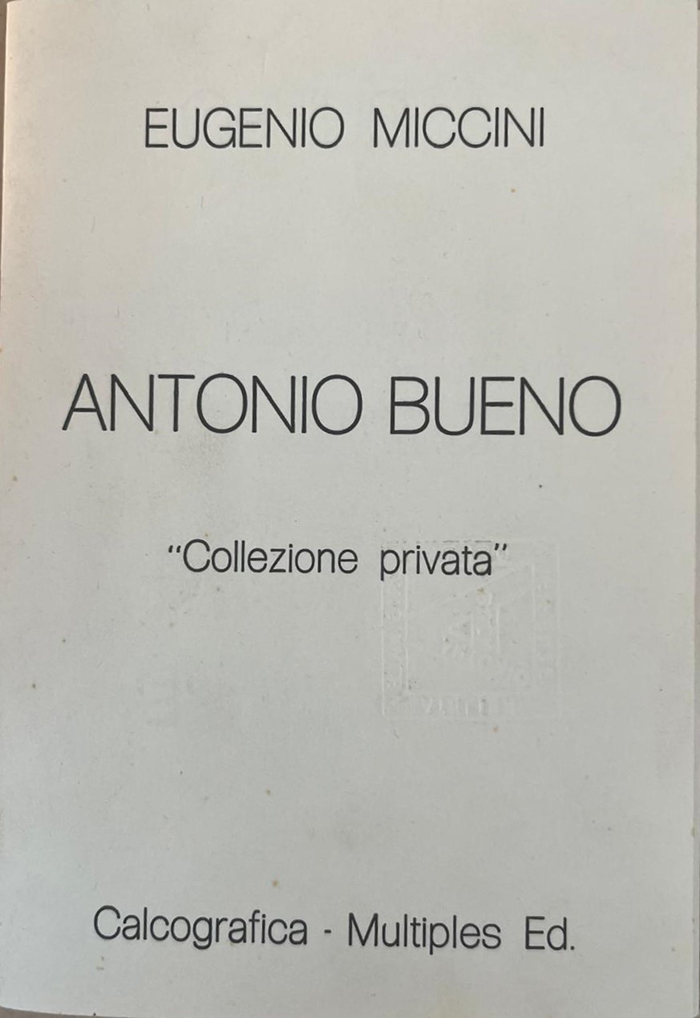 EUGENIO MICCINI
ANTONIO BUENO
“Collezione privata”
Calcografica - Multiples Ed.